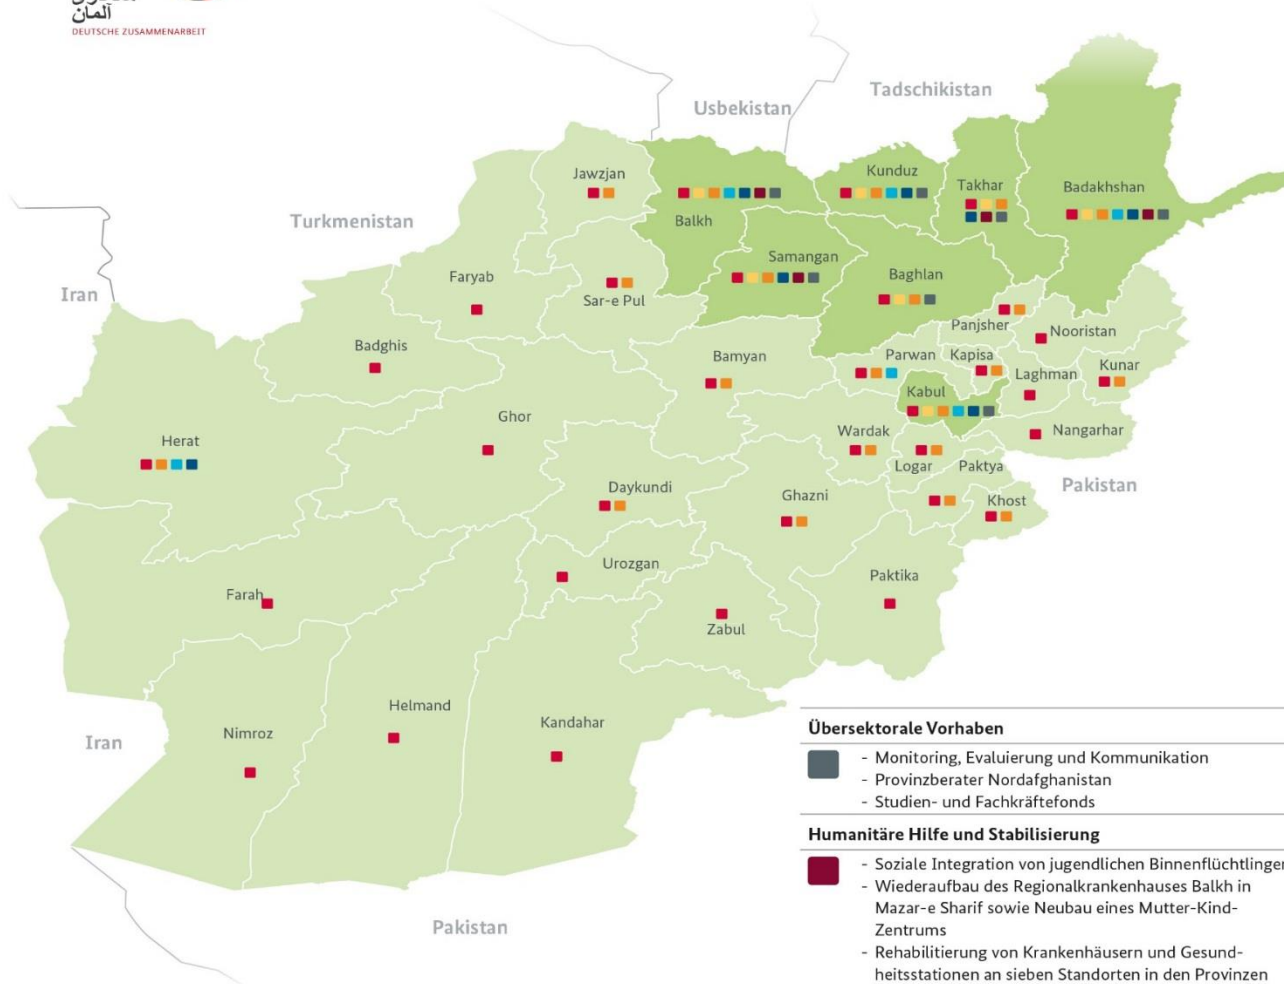 المان
DEUTSCHE ZUSAMMENARBEIT
Usbekistan
Tadschikistan
Turkmenistan
Iran
Jawzjan
Balkh
Kunduz
Takhar
Badakhshan
Samangan
Baghlan
Faryab
Sar-e Pul
Badghis
Bamyan
Panjsher
Nooristan
Parwan
Kapisa
Laghman
Kunar
Kabul
Herat
Ghor
Wardak
Nangarhar
Logar
Paktya
Pakistan
Daykundi
Ghazni
Khost
Urozgan
Paktika
Farah
Zabul
Helmand
Kandahar
Nimroz
Iran
Pakistan
Übersektorale Vorhaben
- Monitoring, Evaluierung und Kommunikation
- Provinzberater Nordafghanistan
- Studien- und Fachkräftefonds
Humanitäre Hilfe und Stabilisierung
- Soziale Integration von jugendlichen Binnenflüchtlingen
- Wiederaufbau des Regionalkrankenhauses Balkh in
Mazar-e Sharif sowie Neubau eines Mutter-Kind-
Zentrums
- Rehabilitierung von Krankenhäusern und Gesund-
heitsstationen an sieben Standorten in den Provinzen